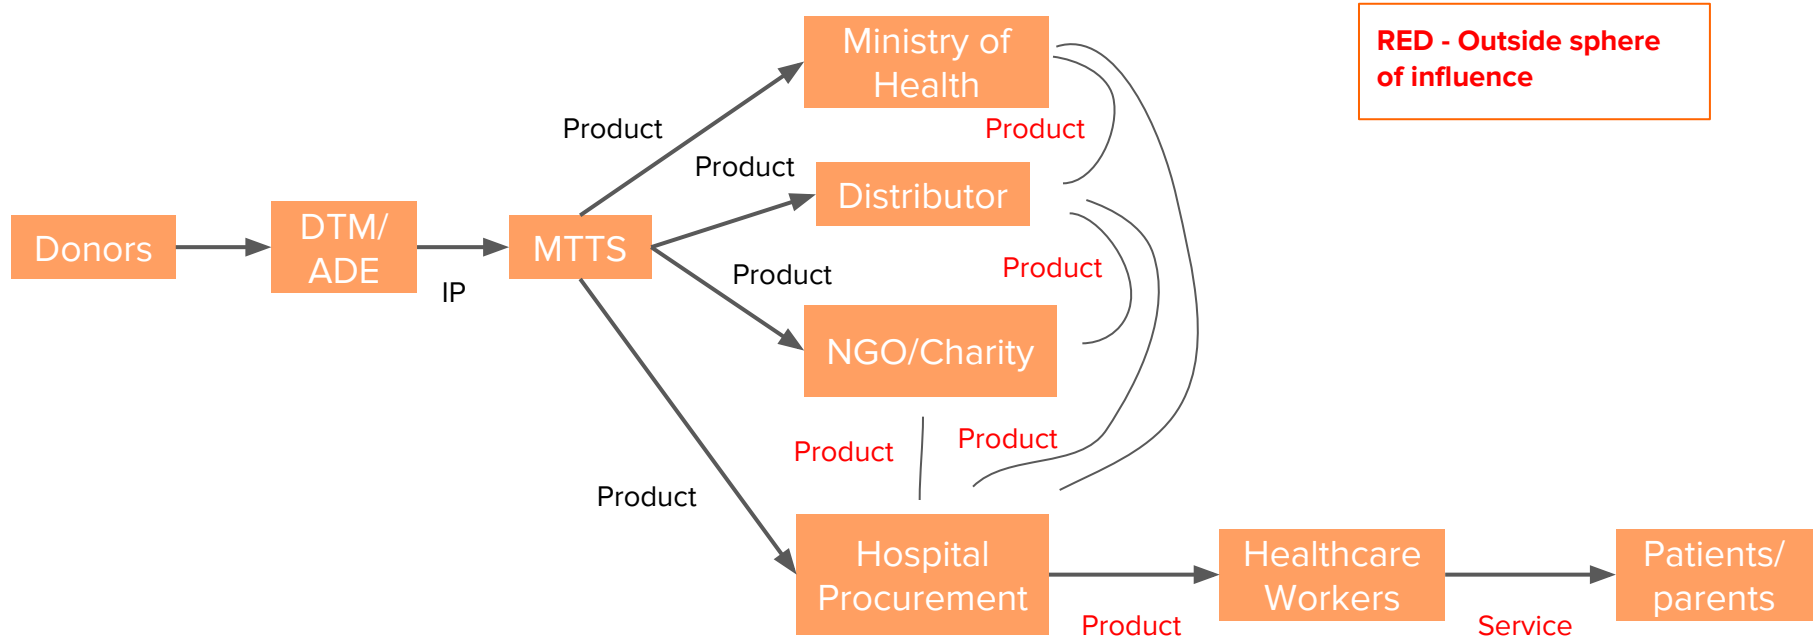 Ministry of
Health
RED - Outside sphere
of influence
Product
Product
Product
Distributor
Donors
DTM/
ADE
MTTS
IP
Product
Product
NGO/Charity
Product
Product
Product
Hospital
Procurement
Healthcare
Workers
Patients/
parents
Product
Service